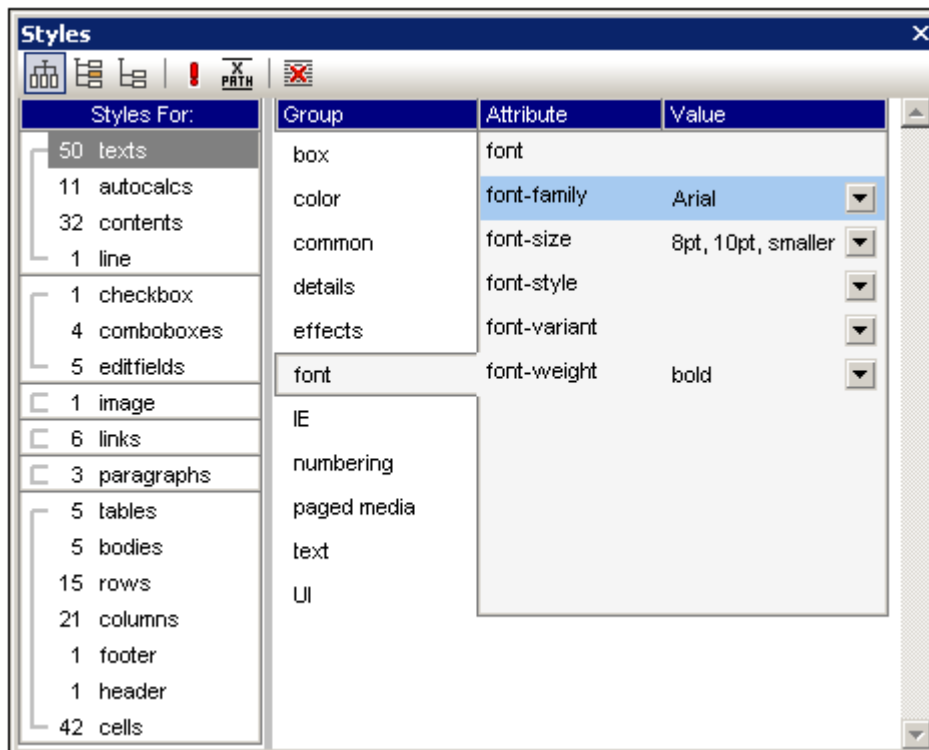 Styles
X PATH
Styles For:
50 texts
11 autocalcs
32 contents
1 line
1 checkbox
4 comboboxes
5 editfields
1 image
6 links
3 paragraphs
5 tables
5 bodies
15 rows
21 columns
1 footer
1 header
42 cells
Group
box
color
common
details
effects
font
IE
numbering
paged media
text
UI
Attribute Value
font
font-family Arial
font-size 8pt, 10pt, smaller
font-style
font-variant
font-weight bold